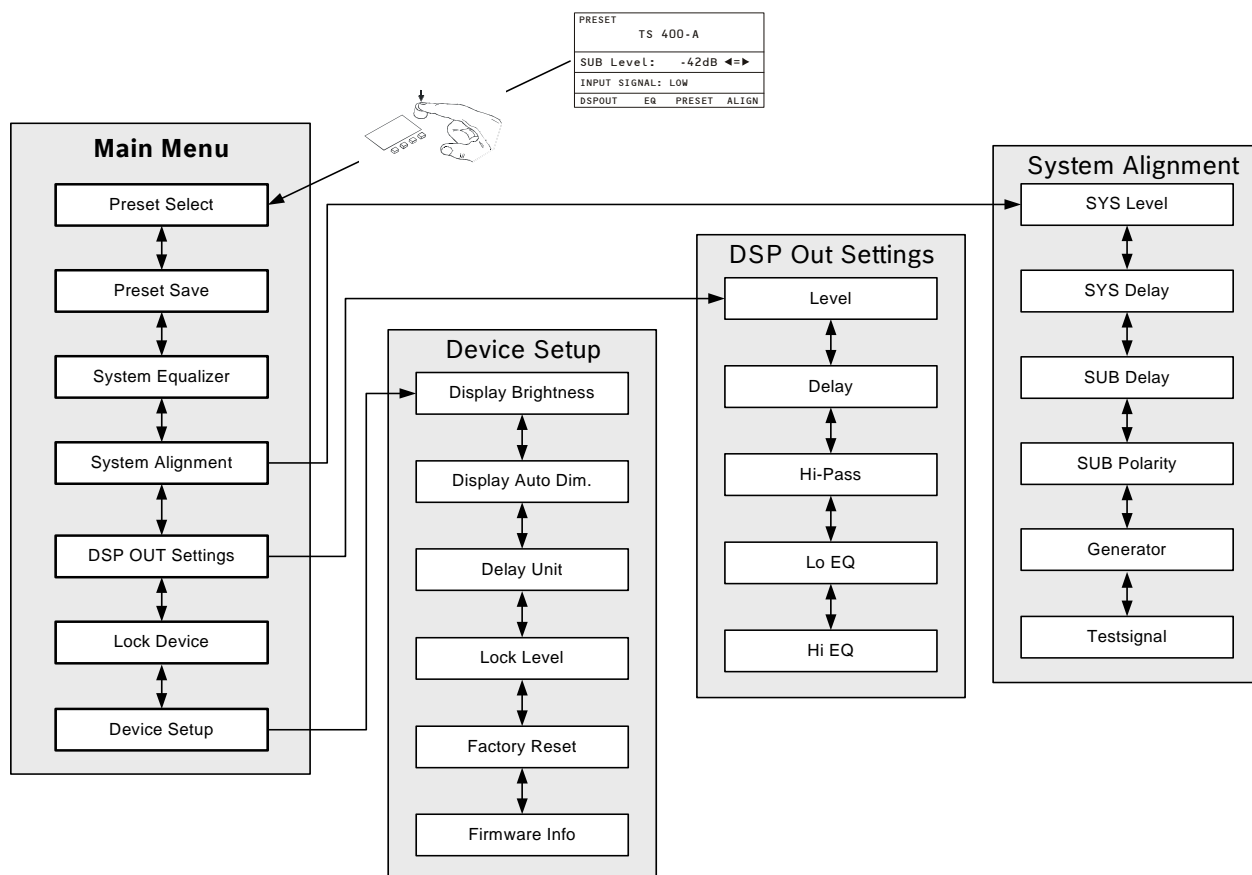 PRESET
TS 400-A
SUB Level: -42dB ◄=►
INPUT SIGNAL: LOW
DSPOUT EQ PRESET ALIGN
Main Menu
Preset Select
Preset Save
System Equalizer
System Alignment
DSP OUT Settings
Lock Device
Device Setup
Device Setup
Display Brightness
Display Auto Dim.
Delay Unit
Lock Level
Factory Reset
Firmware Info
DSP Out Settings
Level
Delay
Hi-Pass
Lo EQ
Hi EQ
System Alignment
SYS Level
SYS Delay
SUB Delay
SUB Polarity
Generator
Testsignal